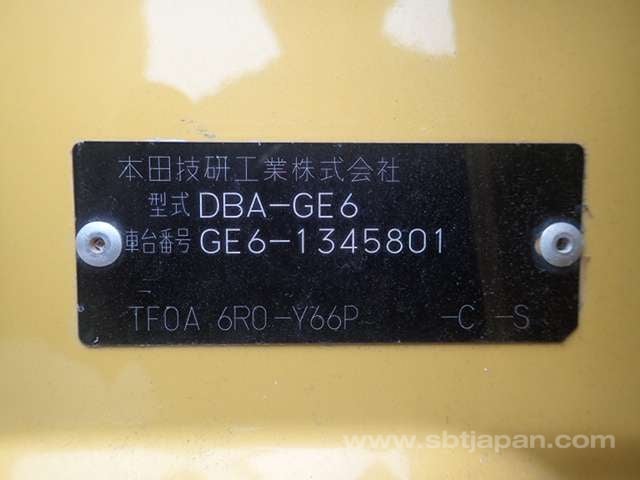 本田技研工業株式会社
型式 DBA-GE6
車台番号 GE6-1345801
TF0A 6R0-Y66P -C -S
www.sbtjapan.com